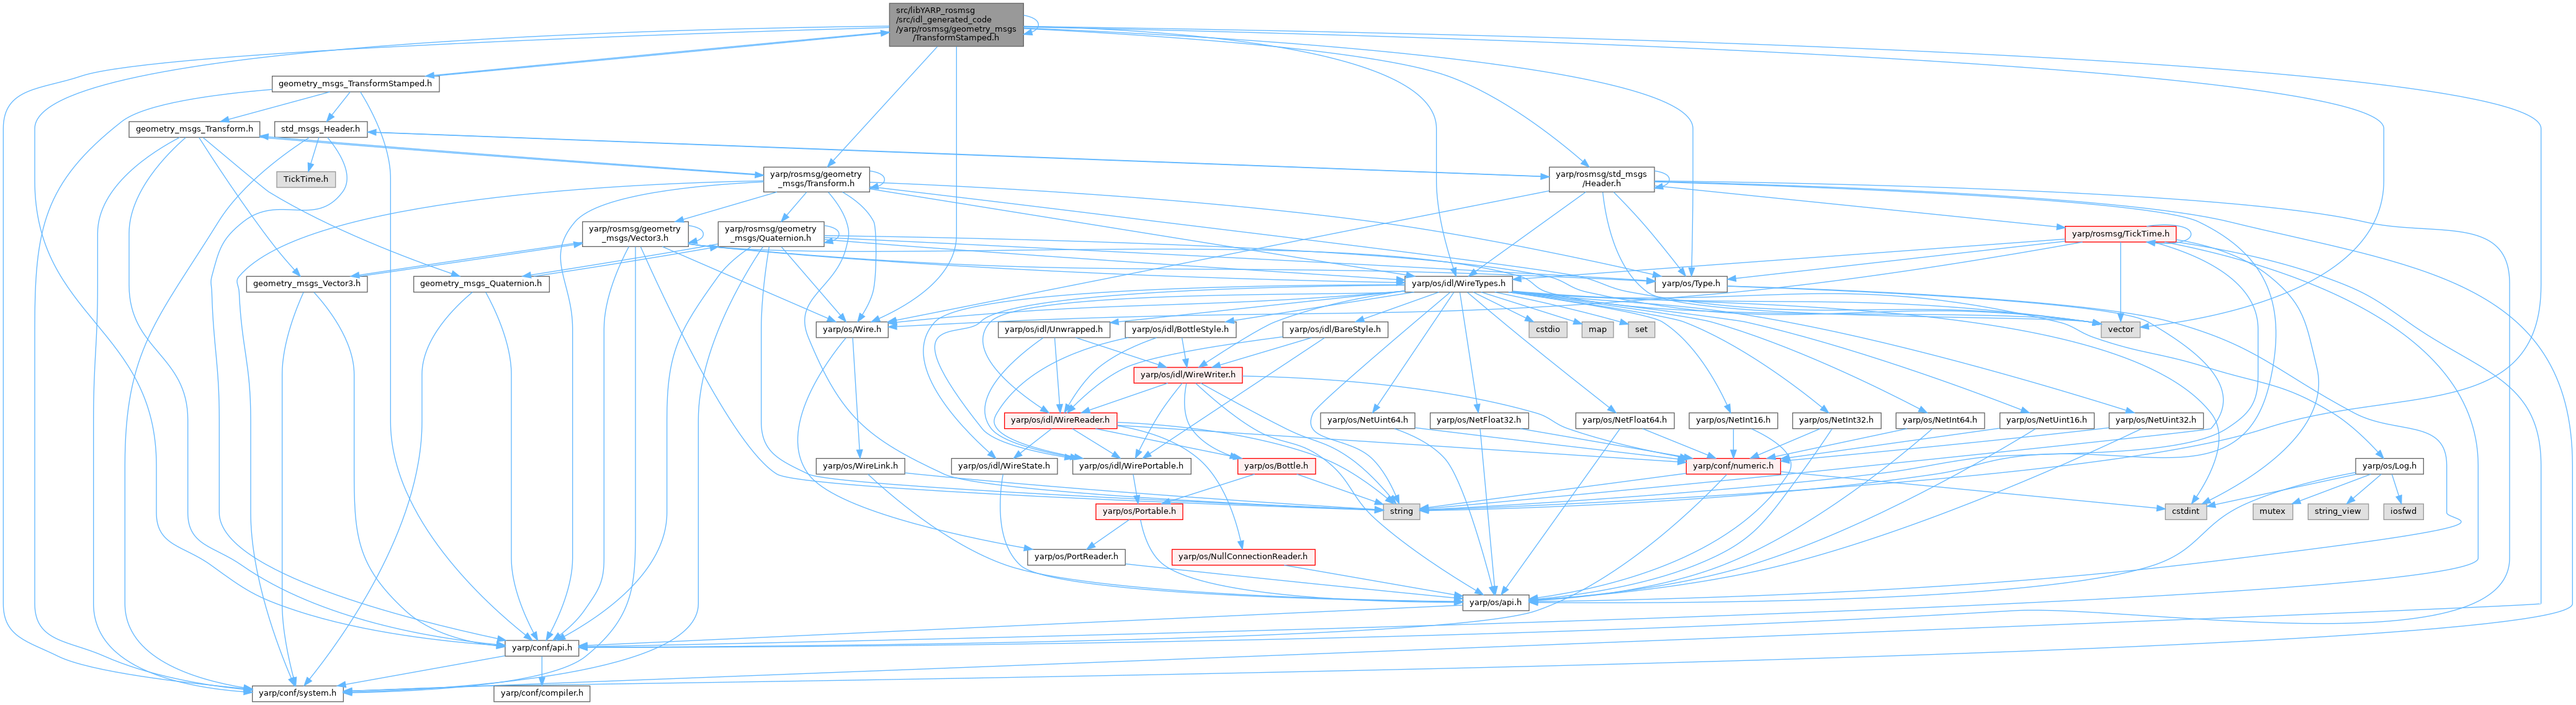 src/libYARP_rosmsg
/src/idl_generated_code
/yarp/rosmsg/geometry_msgs
/TransformStamped.h
geometry_msgs_TransformStamped.h
geometry_msgs_Transform.h
std_msgs_Header.h
TickTime.h
yarp/rosmsg/geometry
_msgs/Transform.h
yarp/rosmsg/std_msgs
/Header.h
yarp/rosmsg/geometry
_msgs/Vector3.h
yarp/rosmsg/geometry
_msgs/Quaternion.h
yarp/rosmsg/TickTime.h
geometry_msgs_Vector3.h
geometry_msgs_Quaternion.h
yarp/os/idl/WireTypes.h
yarp/os/Type.h
yarp/os/Wire.h
yarp/os/idl/Unwrapped.h
yarp/os/idl/BottleStyle.h
yarp/os/idl/BareStyle.h
cstdio
map
set
vector
yarp/os/idl/WireWriter.h
yarp/os/idl/WireReader.h
yarp/os/NetUint64.h
yarp/os/NetFloat32.h
yarp/os/NetFloat64.h
yarp/os/NetInt16.h
yarp/os/NetInt32.h
yarp/os/NetInt64.h
yarp/os/NetUint16.h
yarp/os/NetUint32.h
yarp/os/WireLink.h
yarp/os/idl/WireState.h
yarp/os/idl/WirePortable.h
yarp/os/Bottle.h
yarp/conf/numeric.h
yarp/os/Log.h
yarp/os/Portable.h
string
cstdint
mutex
string_view
iosfwd
yarp/os/PortReader.h
yarp/os/NullConnectionReader.h
yarp/os/api.h
yarp/conf/api.h
yarp/conf/system.h
yarp/conf/compiler.h